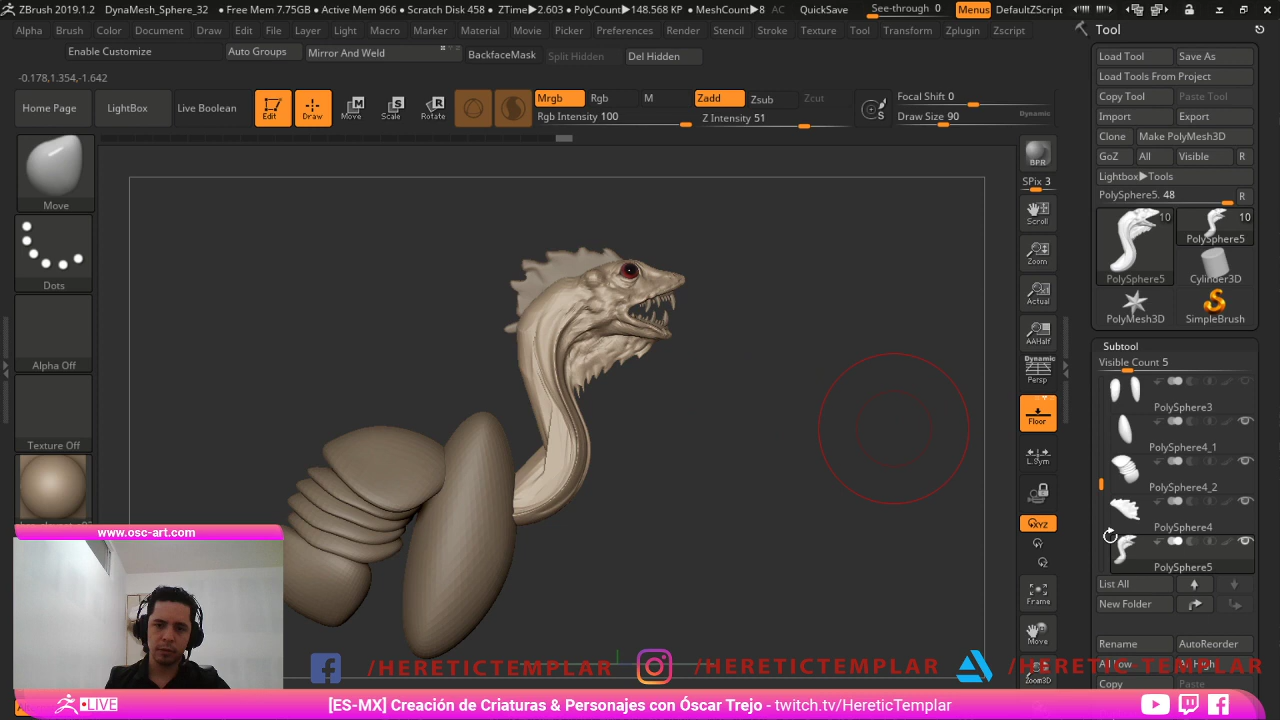 ZBrush 2019.1.2 DynaMesh_Sphere_32 • Free Mem 7.75GB • Active Mem 966 • Scratch Disk 458 • ZTime▶2.603 • PolyCount▶148.568 KP • MeshCount▶8 AC QuickSave See-through 0 Menus DefaultZScript
Alpha Brush Color Document Draw Edit File Layer Light Macro Marker Material Movie Picker Preferences Render Stencil Stroke Texture Tool Transform Zplugin Zscript
Enable Customize Auto Groups Mirror And Weld BackfaceMask Split Hidden Del Hidden
-0.178,1.354,-1.642
Home Page LightBox Live Boolean Edit Draw Move Scale Rotate
Mrgb Rgb M Zadd Zsub Zcut Focal Shift 0
Rgb Intensity 100 Z Intensity 51 Draw Size 90 Dynamic
Move
Dots
Alpha Off
Texture Off
BPR
SPix 3
Scroll
Zoom
Actual
AAHalf
Dynamic
Persp
Floor
L.Sym
XYZ
Frame
Move
Zoom3D
Tool
Load Tool Save As
Load Tools From Project
Copy Tool Paste Tool
Import Export
Clone Make PolyMesh3D
GoZ All Visible R
Lightbox▶Tools
PolySphere5. 48 R
10 10
PolySphere5
PolySphere5 Cylinder3D
PolyMesh3D SimpleBrush
Subtool
Visible Count 5
PolySphere3
PolySphere4_1
PolySphere4_2
PolySphere4
PolySphere5
List All
New Folder
Rename AutoReorder
Copy Paste
www.osc-art.com
/HERETICTEMPLAR /HERETICTEMPLAR /HERETIC-TEMPLAR
LIVE [ES-MX] Creación de Criaturas & Personajes con Óscar Trejo - twitch.tv/HereticTemplar